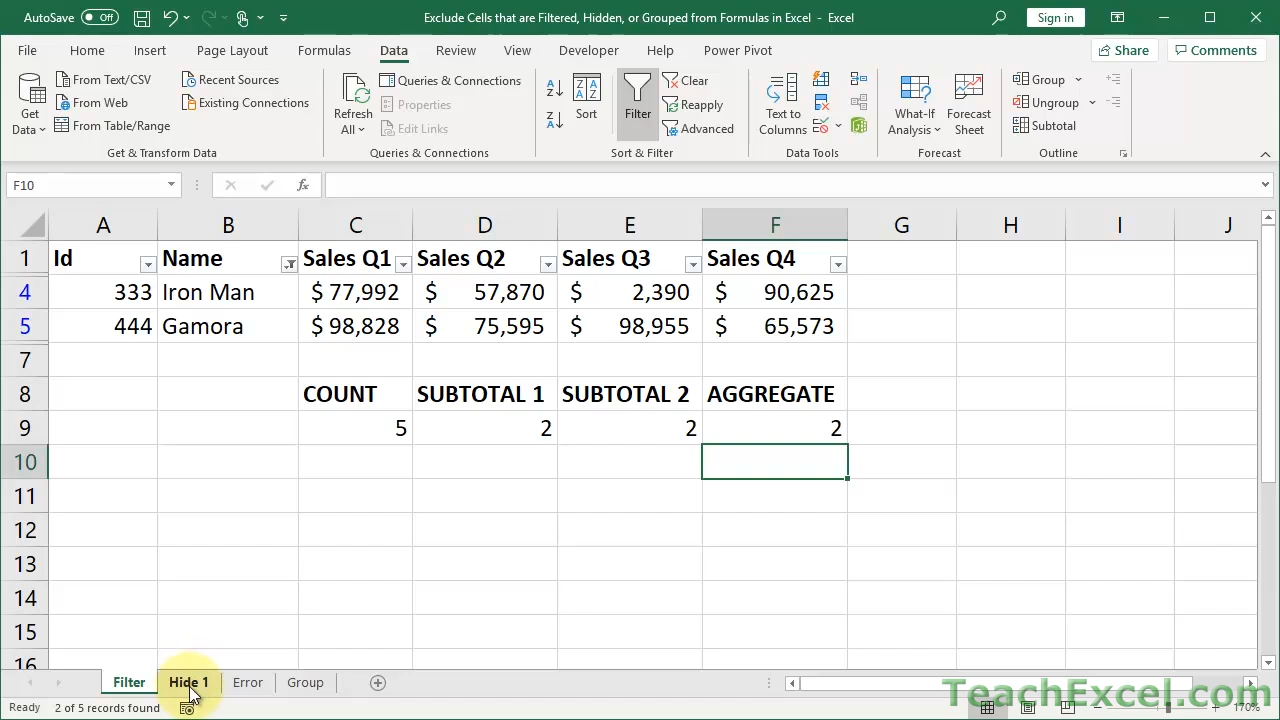 AutoSave Off Exclude Cells that are Filtered, Hidden, or Grouped from Formulas in Excel - Excel Sign in
File Home Insert Page Layout Formulas Data Review View Developer Help Power Pivot Share Comments
Get Data From Text/CSV From Web From Table/Range Recent Sources Existing Connections
Get & Transform Data
Refresh All Queries & Connections Properties Edit Links
Queries & Connections
Sort Filter Clear Reapply Advanced
Sort & Filter
Text to Columns
Data Tools
What-If Analysis Forecast Sheet
Forecast
Group Ungroup Subtotal
Outline
F10 fx
A B C D E F G H I J
1 Id Name Sales Q1 Sales Q2 Sales Q3 Sales Q4
4 333 Iron Man $ 77,992 $ 57,870 $ 2,390 $ 90,625
5 444 Gamora $ 98,828 $ 75,595 $ 98,955 $ 65,573
7
8 COUNT SUBTOTAL 1 SUBTOTAL 2 AGGREGATE
9 5 2 2 2
10
11
12
13
14
15
16
Filter Hide 1 Error Group
Ready 2 of 5 records found 170%
TeachExcel.com